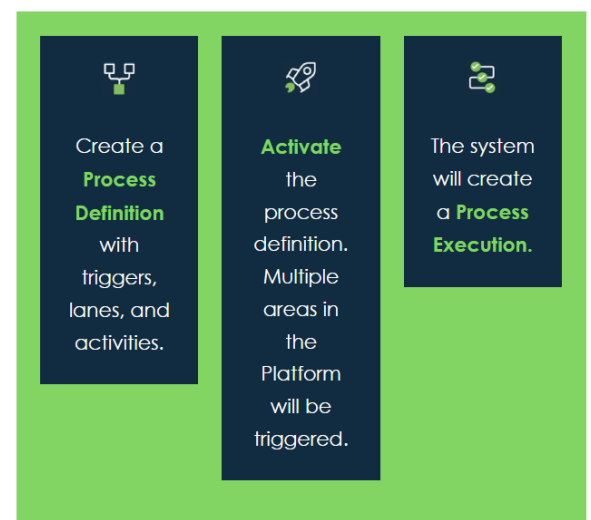 Create a
Process
Definition
with
triggers,
lanes, and
activities.
Activate
the
process
definition.
Multiple
areas in
the
Platform
will be
triggered.
The system
will create
a Process
Execution.